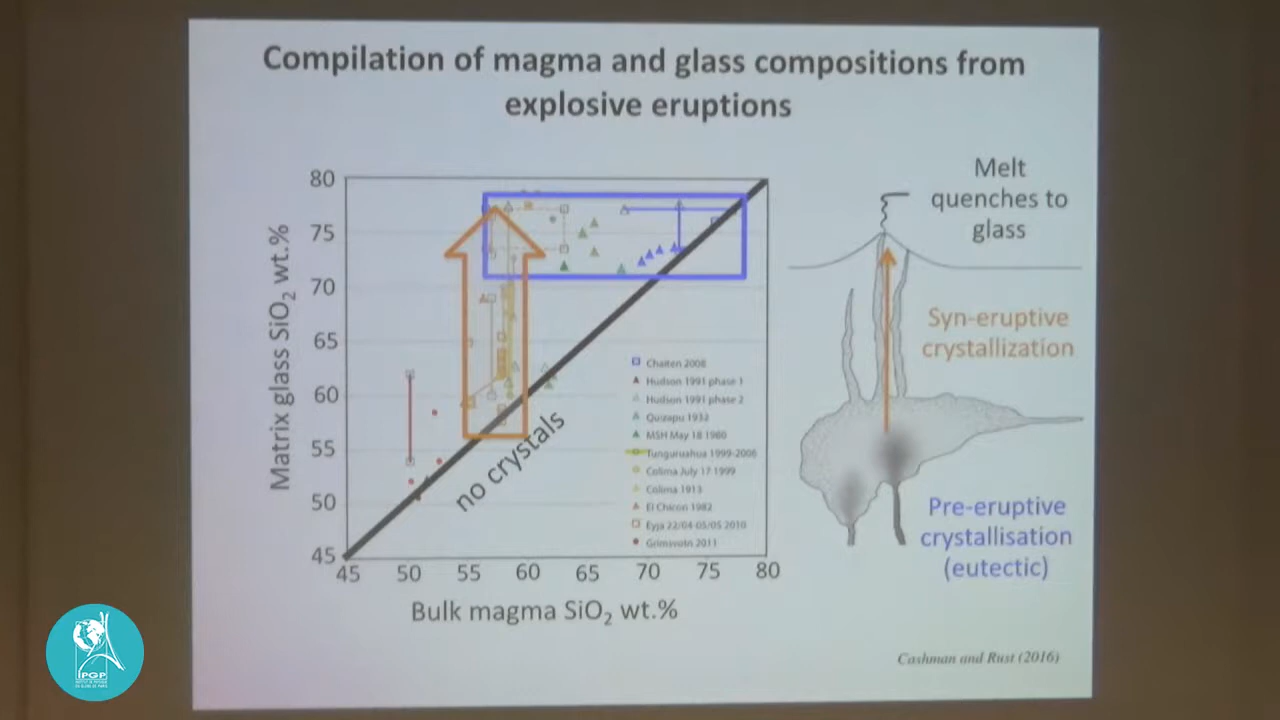 Compilation of magma and glass compositions from
explosive eruptions
Matrix glass SiO₂ wt.%
80
75
70
65
60
55
50
45
no crystals
Chaiten 2008
Hudson 1991 phase 1
Hudson 1991 phase 2
Quizapu 1932
MSH May 18 1980
Tungurauhua 1999-2006
Colima July 17 1999
Colima 1913
El Chicon 1982
Eyja 22/04-05/05 2010
Grimsvotn 2011
45 50 55 60 65 70 75 80
Bulk magma SiO₂ wt.%
Melt
quenches to
glass
Syn-eruptive
crystallization
Pre-eruptive
crystallisation
(eutectic)
Cashman and Rust (2016)
IPGP